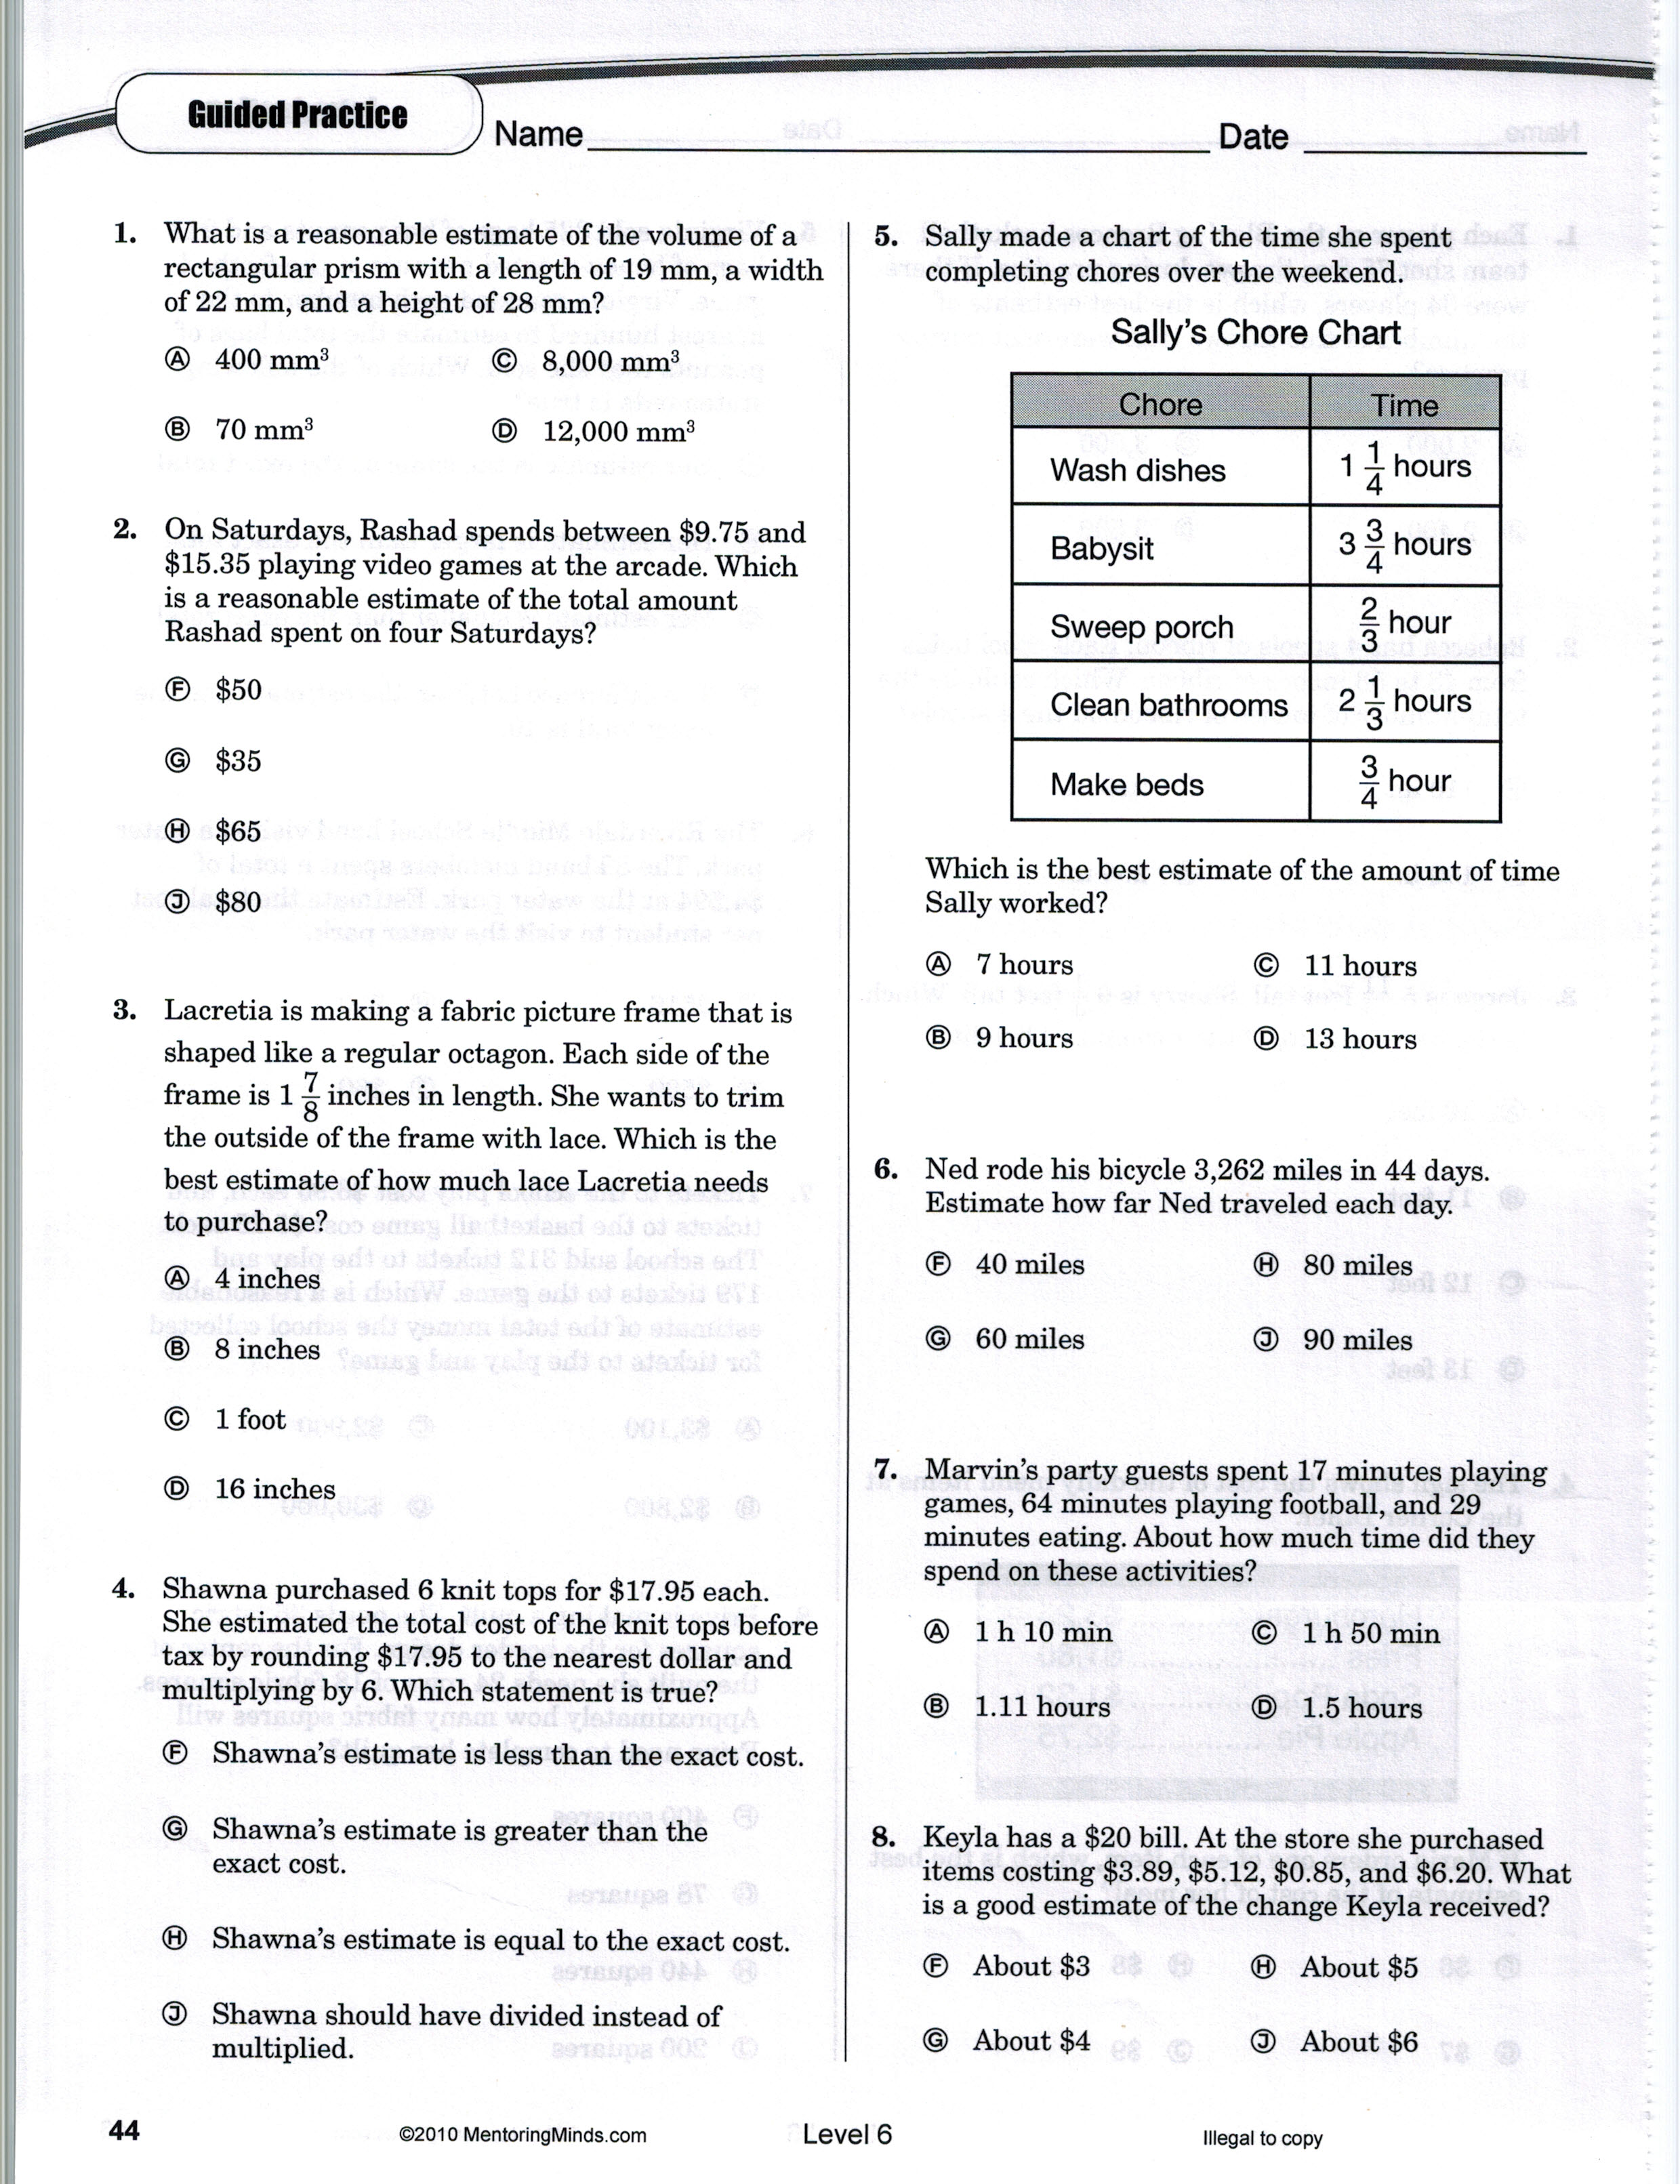 Guided Practice
Name
Date
1. What is a reasonable estimate of the volume of a
rectangular prism with a length of 19 mm, a width
of 22 mm, and a height of 28 mm?
Ⓐ 400 mm³ Ⓒ 8,000 mm³
Ⓑ 70 mm³ Ⓓ 12,000 mm³
2. On Saturdays, Rashad spends between $9.75 and
$15.35 playing video games at the arcade. Which
is a reasonable estimate of the total amount
Rashad spent on four Saturdays?
Ⓕ $50
Ⓖ $35
Ⓗ $65
Ⓙ $80
3. Lacretia is making a fabric picture frame that is
shaped like a regular octagon. Each side of the
frame is 1 7/8 inches in length. She wants to trim
the outside of the frame with lace. Which is the
best estimate of how much lace Lacretia needs
to purchase?
Ⓐ 4 inches
Ⓑ 8 inches
Ⓒ 1 foot
Ⓓ 16 inches
4. Shawna purchased 6 knit tops for $17.95 each.
She estimated the total cost of the knit tops before
tax by rounding $17.95 to the nearest dollar and
multiplying by 6. Which statement is true?
Ⓕ Shawna's estimate is less than the exact cost.
Ⓖ Shawna's estimate is greater than the
exact cost.
Ⓗ Shawna's estimate is equal to the exact cost.
Ⓙ Shawna should have divided instead of
multiplied.
5. Sally made a chart of the time she spent
completing chores over the weekend.
Sally's Chore Chart
Chore Time
Wash dishes 1 1/4 hours
Babysit 3 3/4 hours
Sweep porch 2/3 hour
Clean bathrooms 2 1/3 hours
Make beds 3/4 hour
Which is the best estimate of the amount of time
Sally worked?
Ⓐ 7 hours Ⓒ 11 hours
Ⓑ 9 hours Ⓓ 13 hours
6. Ned rode his bicycle 3,262 miles in 44 days.
Estimate how far Ned traveled each day.
Ⓕ 40 miles Ⓗ 80 miles
Ⓖ 60 miles Ⓙ 90 miles
7. Marvin's party guests spent 17 minutes playing
games, 64 minutes playing football, and 29
minutes eating. About how much time did they
spend on these activities?
Ⓐ 1 h 10 min Ⓒ 1 h 50 min
Ⓑ 1.11 hours Ⓓ 1.5 hours
8. Keyla has a $20 bill. At the store she purchased
items costing $3.89, $5.12, $0.85, and $6.20. What
is a good estimate of the change Keyla received?
Ⓕ About $3 Ⓗ About $5
Ⓖ About $4 Ⓙ About $6
44 ©2010 MentoringMinds.com Level 6 Illegal to copy